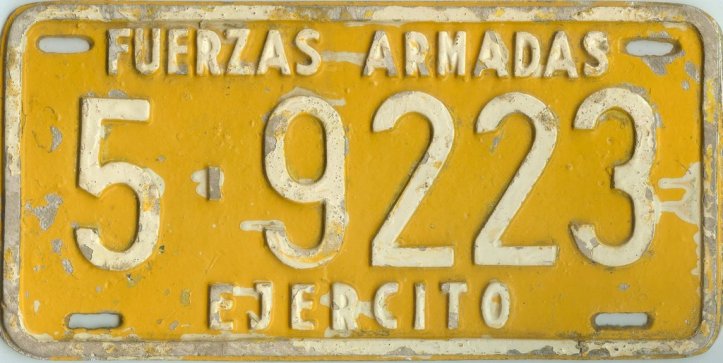 FUERZAS ARMADAS
5·9223
EJERCITO